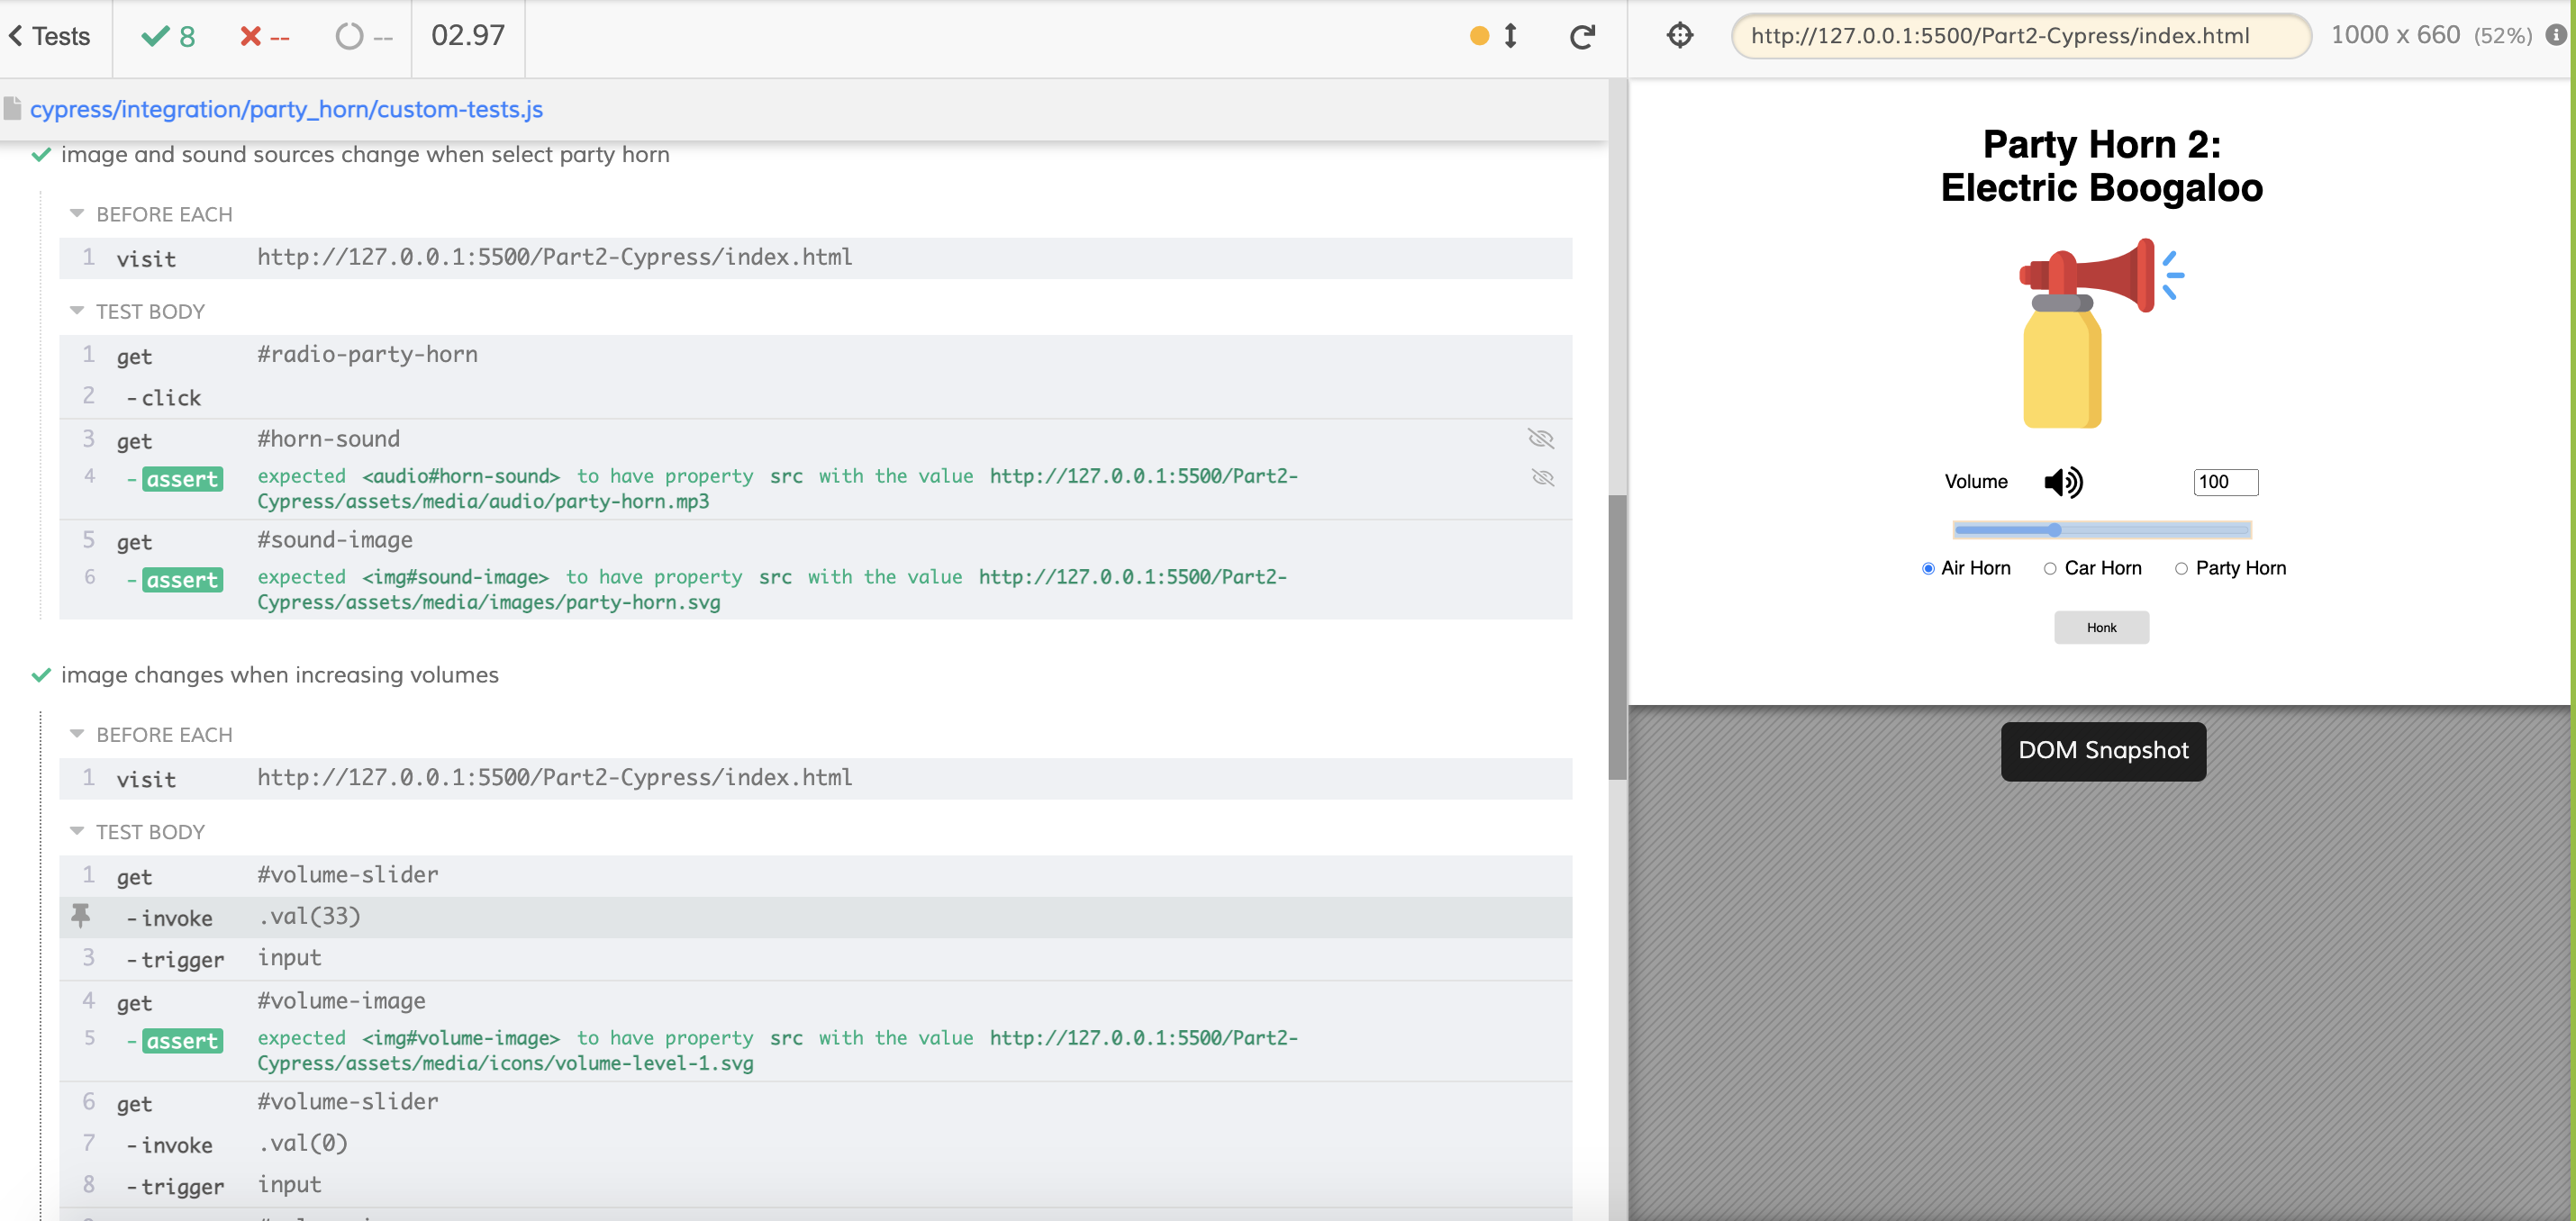 Tests 8 -- -- 02.97
http://127.0.0.1:5500/Part2-Cypress/index.html 1000 x 660 (52%)
cypress/integration/party_horn/custom-tests.js
image and sound sources change when select party horn
BEFORE EACH
1 visit http://127.0.0.1:5500/Part2-Cypress/index.html
TEST BODY
1 get #radio-party-horn
2 -click
3 get #horn-sound
4 -assert expected <audio#horn-sound> to have property src with the value http://127.0.0.1:5500/Part2-
Cypress/assets/media/audio/party-horn.mp3
5 get #sound-image
6 -assert expected <img#sound-image> to have property src with the value http://127.0.0.1:5500/Part2-
Cypress/assets/media/images/party-horn.svg
image changes when increasing volumes
BEFORE EACH
1 visit http://127.0.0.1:5500/Part2-Cypress/index.html
TEST BODY
1 get #volume-slider
-invoke .val(33)
3 -trigger input
4 get #volume-image
5 -assert expected <img#volume-image> to have property src with the value http://127.0.0.1:5500/Part2-
Cypress/assets/media/icons/volume-level-1.svg
6 get #volume-slider
7 -invoke .val(0)
8 -trigger input
Party Horn 2:
Electric Boogaloo
Volume 100
Air Horn Car Horn Party Horn
Honk
DOM Snapshot